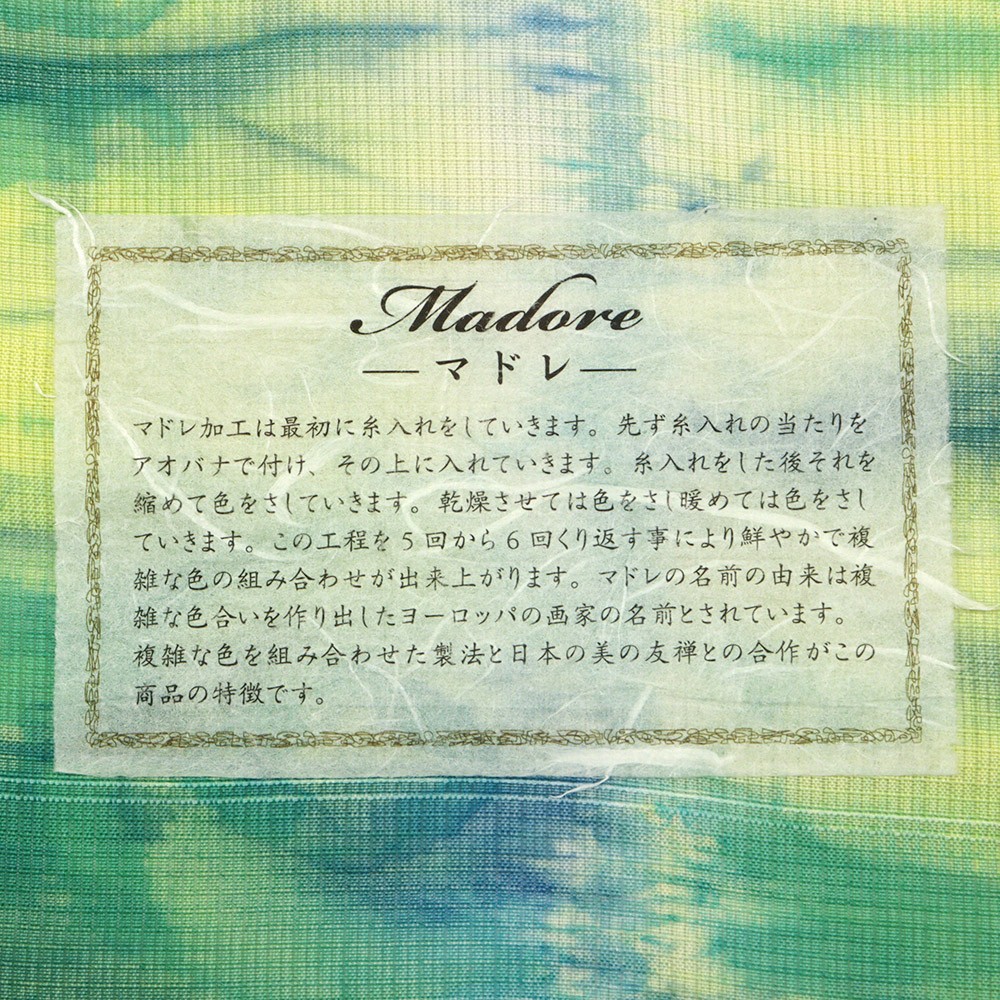 Madore
—マドレ—
マドレ加工は最初に糸入れをしていきます。先ず糸入れの当たりを
アオバナで付け、その上に入れていきます。糸入れをした後それを
縮めて色をさしていきます。乾燥させては色をさし暖めては色をさし
ていきます。この工程を5回から6回くり返す事により鮮やかで複
雑な色の組み合わせが出来上がります。マドレの名前の由来は複
雑な色合いを作り出したヨーロッパの画家の名前とされています。
複雑な色を組み合わせた製法と日本の美の友禅との合作がこの
商品の特徴です。